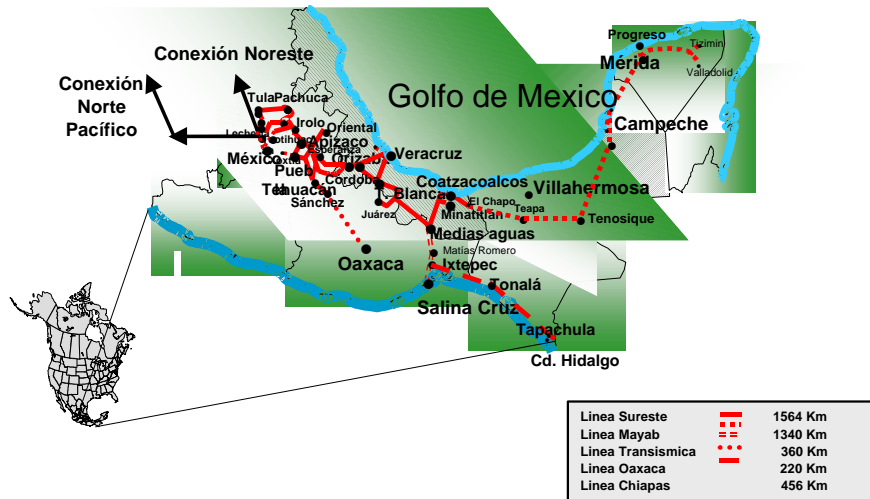 Progreso
Tizimin
Mérida
Valladolid
Conexión Noreste
Conexión
Norte
Pacífico
Golfo de Mexico
Tula
Pachuca
Irolo
Oriental
Apizaco
Esperanza
México
Veracruz
Campeche
Córdoba
Tehuacán
Blanca
Coatzacoalcos
Villahermosa
Sánchez
El Chapo
Teapa
Juárez
Minatitlán
Tenosique
Medias aguas
Matías Romero
Oaxaca
Ixtepec
Tonalá
Salina Cruz
Tapachula
Cd. Hidalgo
Linea Sureste 1564 Km
Linea Mayab 1340 Km
Linea Transismica 360 Km
Linea Oaxaca 220 Km
Linea Chiapas 456 Km